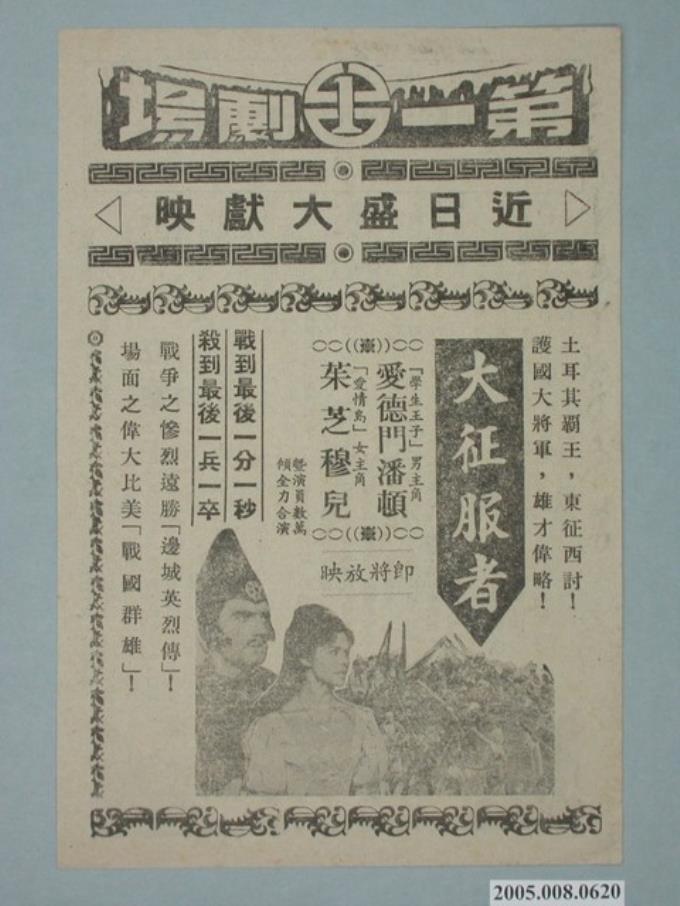 第一劇場
近日盛大獻映
土耳其覇王，東征西討！
護國大將軍，雄才偉略！
大征服者
「學生王子」男主角
愛德門潘頓
「愛情島」女主角
茱芝穆兒
(臺)
(臺)
暨演員數萬
傾全力合演
即將放映
戰到最後一分一秒
殺到最後一兵一卒
戰爭之慘烈遠勝「邊城英烈傳」！
場面之偉大比美「戰國群雄」！
2005.008.0620